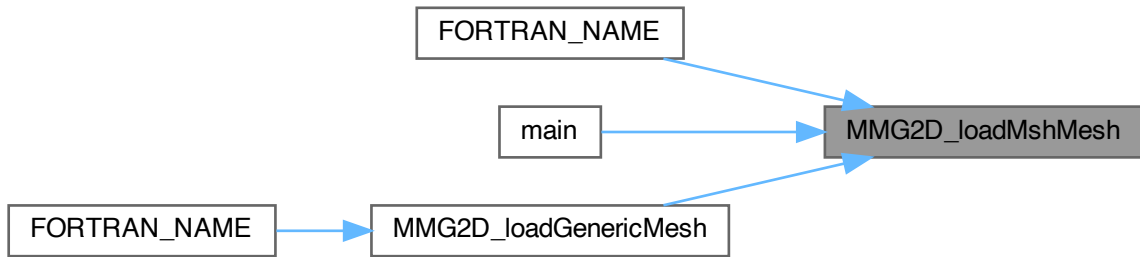 FORTRAN_NAME
main
MMG2D_loadMshMesh
FORTRAN_NAME
MMG2D_loadGenericMesh